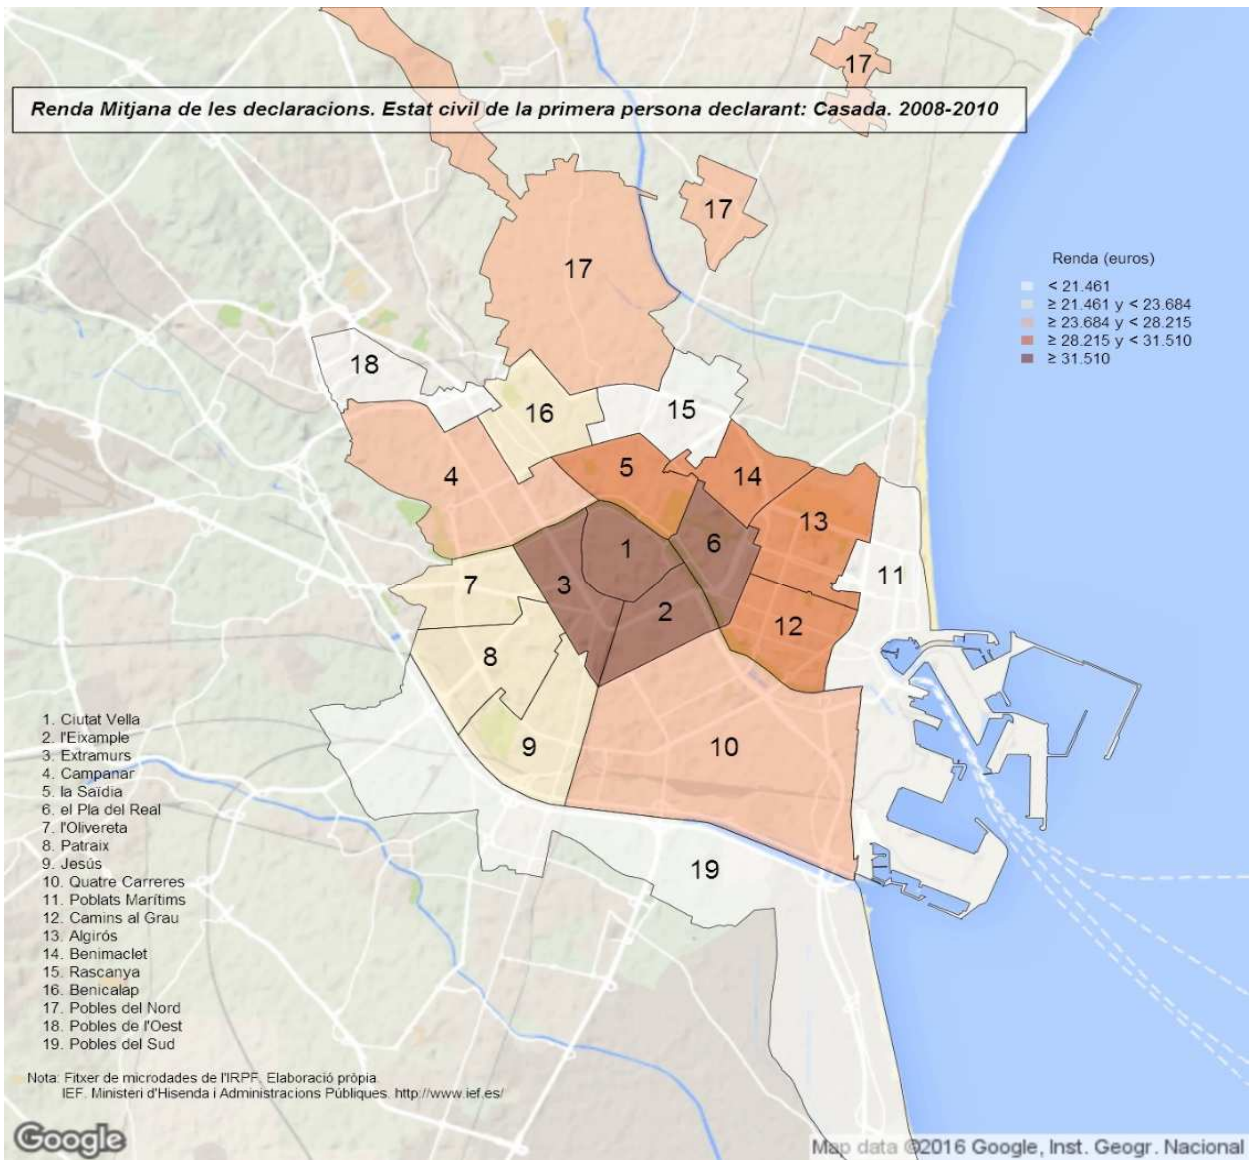 Renda Mitjana de les declaracions. Estat civil de la primera persona declarant: Casada. 2008-2010
17
17
17
Renda (euros)
< 21.461
≥ 21.461 y < 23.684
≥ 23.684 y < 28.215
≥ 28.215 y < 31.510
≥ 31.510
18
16
15
4
5
14
13
1
6
3
11
7
2
12
8
9
10
19
1. Ciutat Vella
2. l'Eixample
3. Extramurs
4. Campanar
5. la Saïdia
6. el Pla del Real
7. l'Olivereta
8. Patraix
9. Jesús
10. Quatre Carreres
11. Poblats Marítims
12. Camins al Grau
13. Algirós
14. Benimaclet
15. Rascanya
16. Benicalap
17. Pobles del Nord
18. Pobles de l'Oest
19. Pobles del Sud
Nota: Fitxer de microdades de l'IRPF. Elaboració pròpia.
IEF. Ministeri d'Hisenda i Administracions Públiques. http://www.ief.es/
Google
Map data ©2016 Google, Inst. Geogr. Nacional